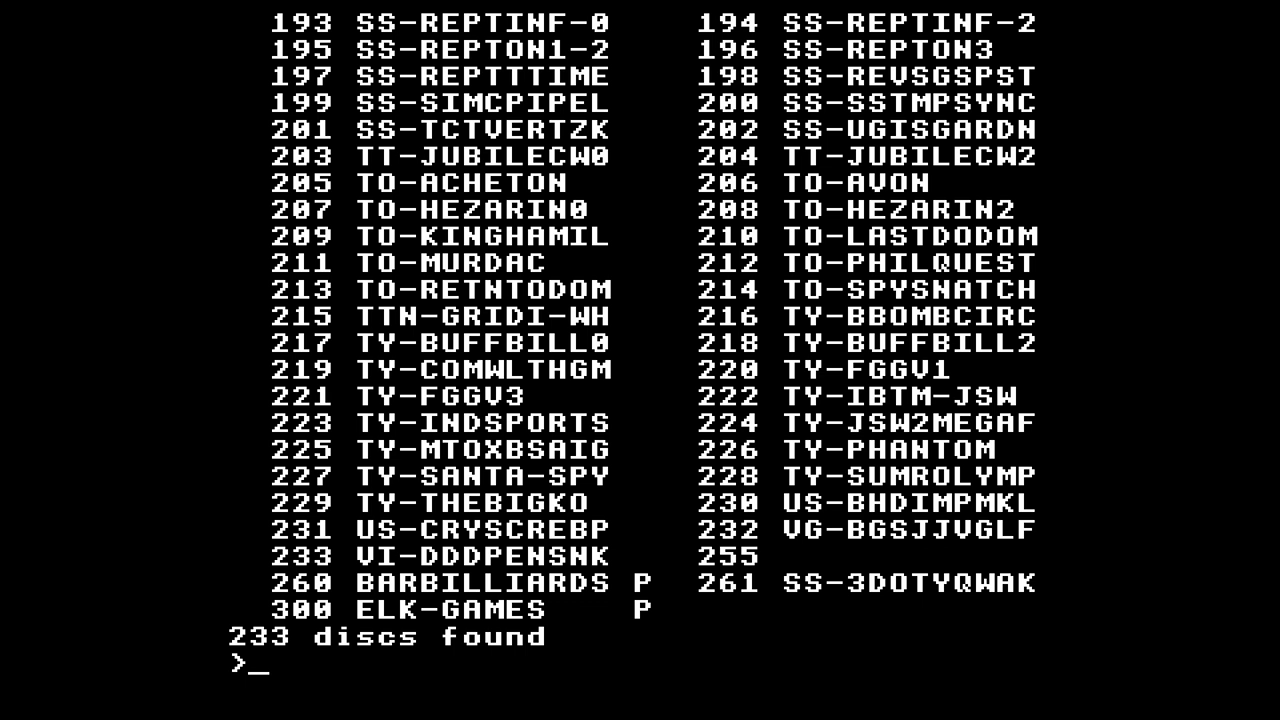 193 SS-REPTINF-0 194 SS-REPTINF-2
195 SS-REPTON1-2 196 SS-REPTON3
197 SS-REPTTTIME 198 SS-REVSGSPST
199 SS-SIMCPIPEL 200 SS-SSTMPSYNC
201 SS-TCTVERTZK 202 SS-UGISGARDN
203 TT-JUBILECW0 204 TT-JUBILECW2
205 TO-ACHETON 206 TO-AVON
207 TO-HEZARIN0 208 TO-HEZARIN2
209 TO-KINGHAMIL 210 TO-LASTDODOM
211 TO-MURDAC 212 TO-PHILQUEST
213 TO-RETNTODOM 214 TO-SPYSNATCH
215 TTN-GRIDI-WH 216 TY-BBOMBCIRC
217 TY-BUFFBILL0 218 TY-BUFFBILL2
219 TY-COMWLTHGM 220 TY-FGGV1
221 TY-FGGV3 222 TY-IBTM-JSW
223 TY-INDSPORTS 224 TY-JSW2MEGAF
225 TY-MTOXBSAIG 226 TY-PHANTOM
227 TY-SANTA-SPY 228 TY-SUMROLYMP
229 TY-THEBIGKO 230 US-BHDIMPMKL
231 US-CRYSCREBP 232 VG-BGSJJVGLF
233 VI-DDDPENSNK 255
260 BARBILLIARDS P 261 SS-3DOTYQWAK
300 ELK-GAMES P
233 discs found
>_